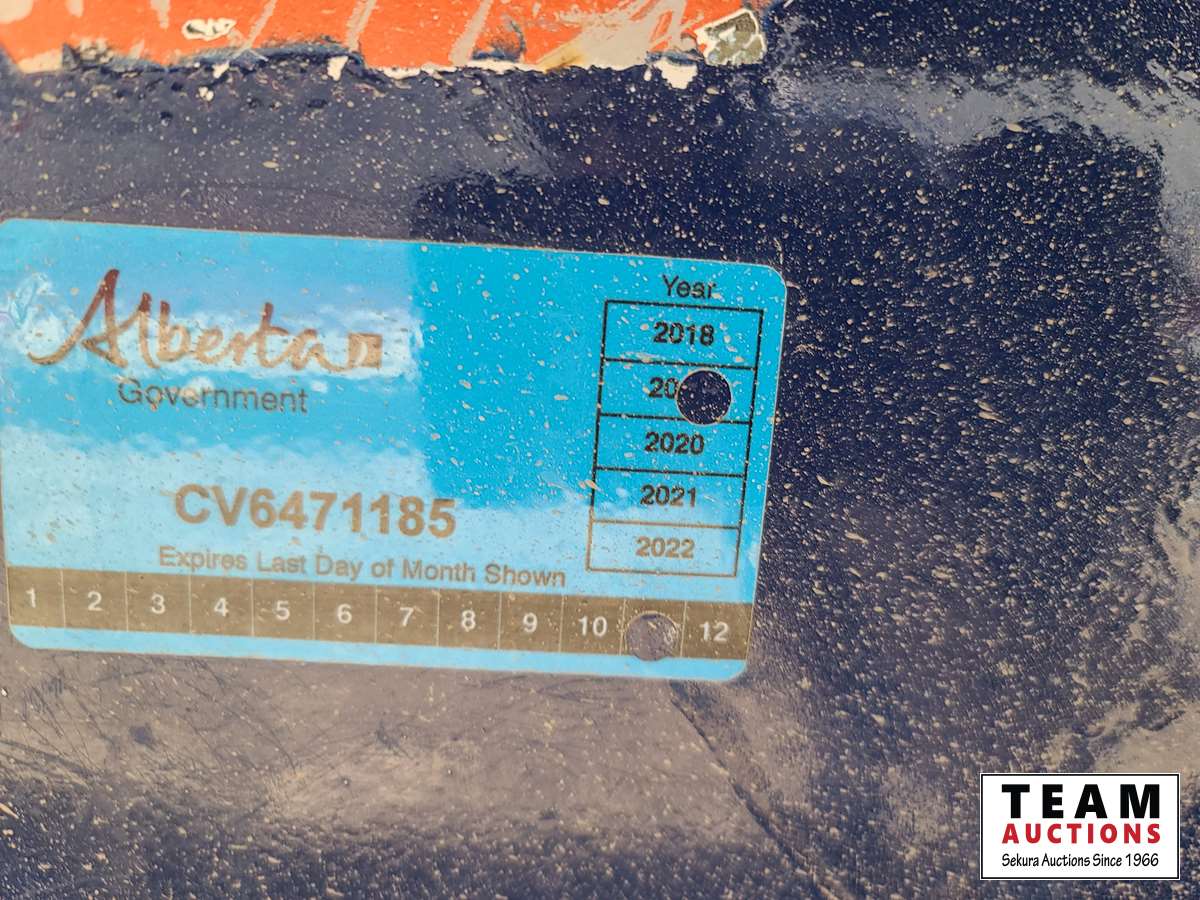 Alberta
Government
CV6471185
Expires Last Day of Month Shown
Year
2018
20
2020
2021
2022
1 2 3 4 5 6 7 8 9 10 12
TEAM
AUCTIONS
Sekura Auctions Since 1966